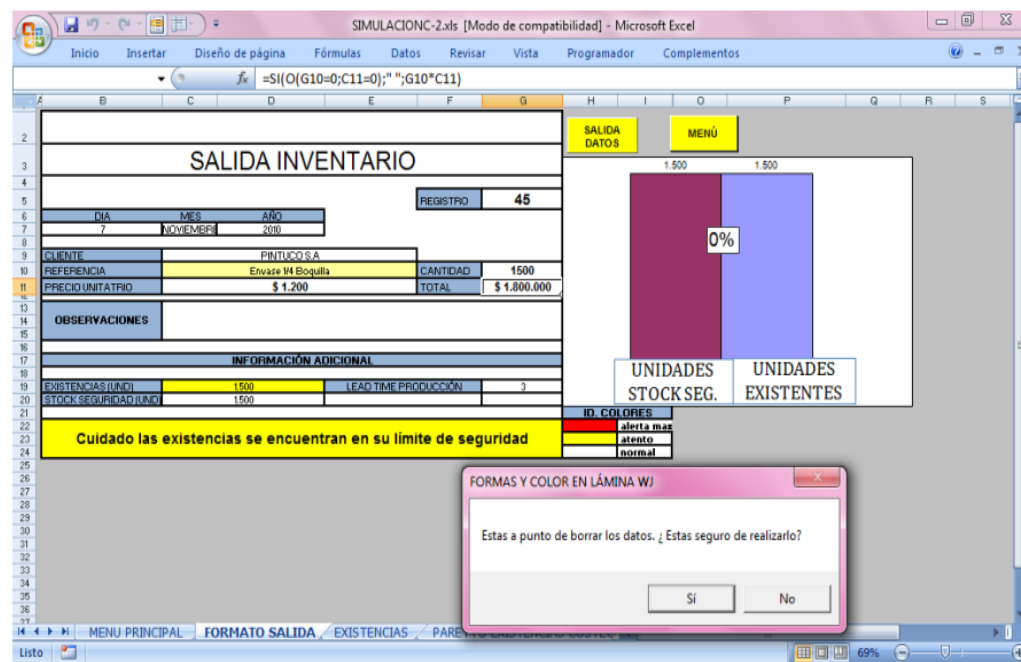 SIMULACIONC-2.xls [Modo de compatibilidad] - Microsoft Excel
Inicio Insertar Diseño de página Fórmulas Datos Revisar Vista Programador Complementos
fx =SI(O(G10=0;C11=0);" ";G10*C11)
A B C D E F G H I O P Q R S
SALIDA DATOS
MENÚ
SALIDA INVENTARIO
1.500 1.500
REGISTRO 45
DIA MES AÑO
7 NOVIEMBRE 2010
0%
CLIENTE PINTUCO S.A
REFERENCIA Envase 1/4 Boquilla CANTIDAD 1500
PRECIO UNITATRIO $ 1.200 TOTAL $ 1.800.000
OBSERVACIONES
INFORMACIÓN ADICIONAL
UNIDADES STOCK SEG.
UNIDADES EXISTENTES
EXISTENCIAS (UND) 1.500 LEAD TIME PRODUCCIÓN 3
STOCK SEGURIDAD (UND) 1.500
ID. COLORES
alerta max
Cuidado las existencias se encuentran en su límite de seguridad
atento
normal
FORMAS Y COLOR EN LÁMINA WJ
Estas a punto de borrar los datos. ¿ Estas seguro de realizarlo?
Sí No
MENU PRINCIPAL FORMATO SALIDA EXISTENCIAS
Listo 69%